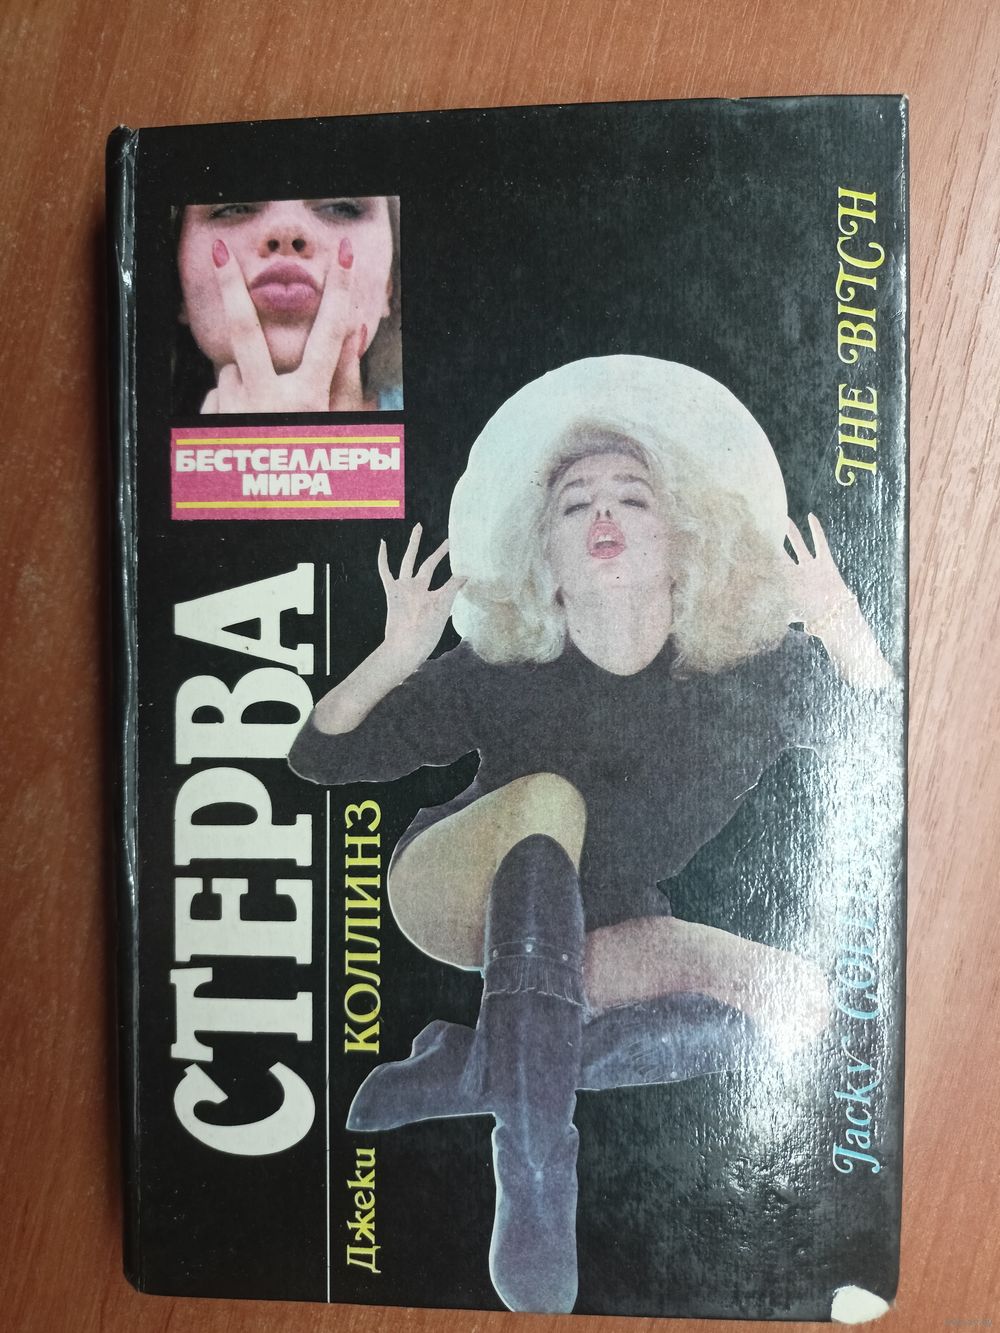 БЕСТСЕЛЛЕРЫ
МИРА
СТЕРВА
Джеки КОЛЛИНЗ
Jacky
THE BITCH